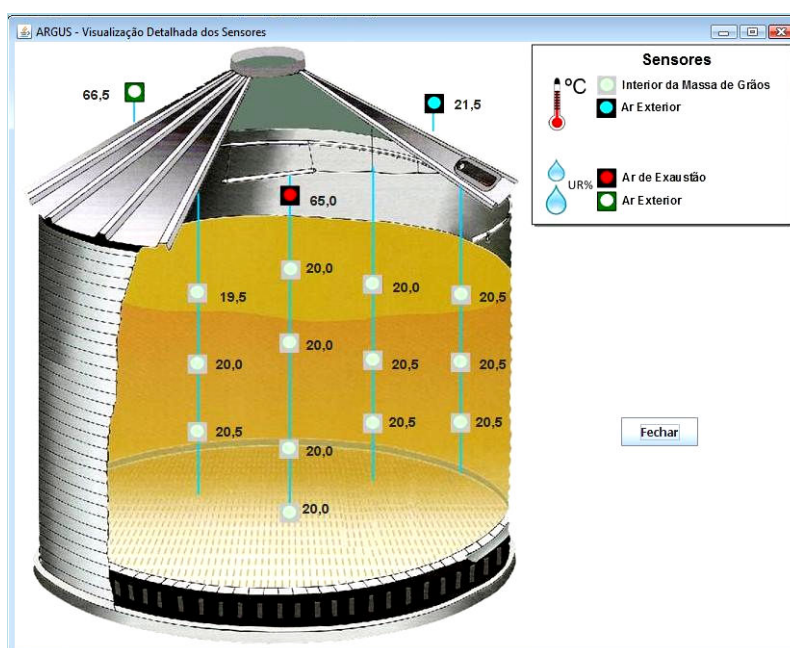 ARGUS - Visualização Detalhada dos Sensores
Sensores
°C
Interior da Massa de Grãos
Ar Exterior
UR%
Ar de Exaustão
Ar Exterior
66,5
21,5
65,0
20,0
20,0
19,5
20,5
20,0
20,0
20,5
20,5
20,5
20,5
20,5
20,0
20,0
Fechar